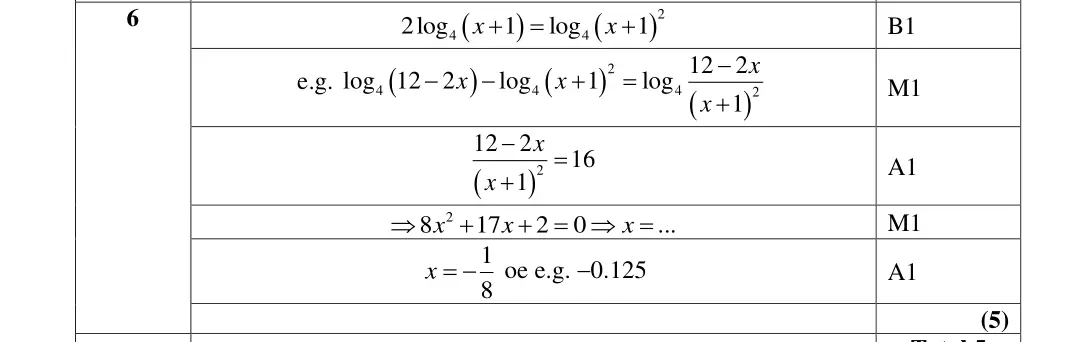 6 2log₄(x+1)=log₄(x+1)² B1
e.g. log₄(12−2x)−log₄(x+1)²=log₄ (12−2x)/(x+1)² M1
(12−2x)/(x+1)²=16 A1
⇒8x²+17x+2=0⇒x=... M1
x=−1/8 oe e.g. −0.125 A1
(5)